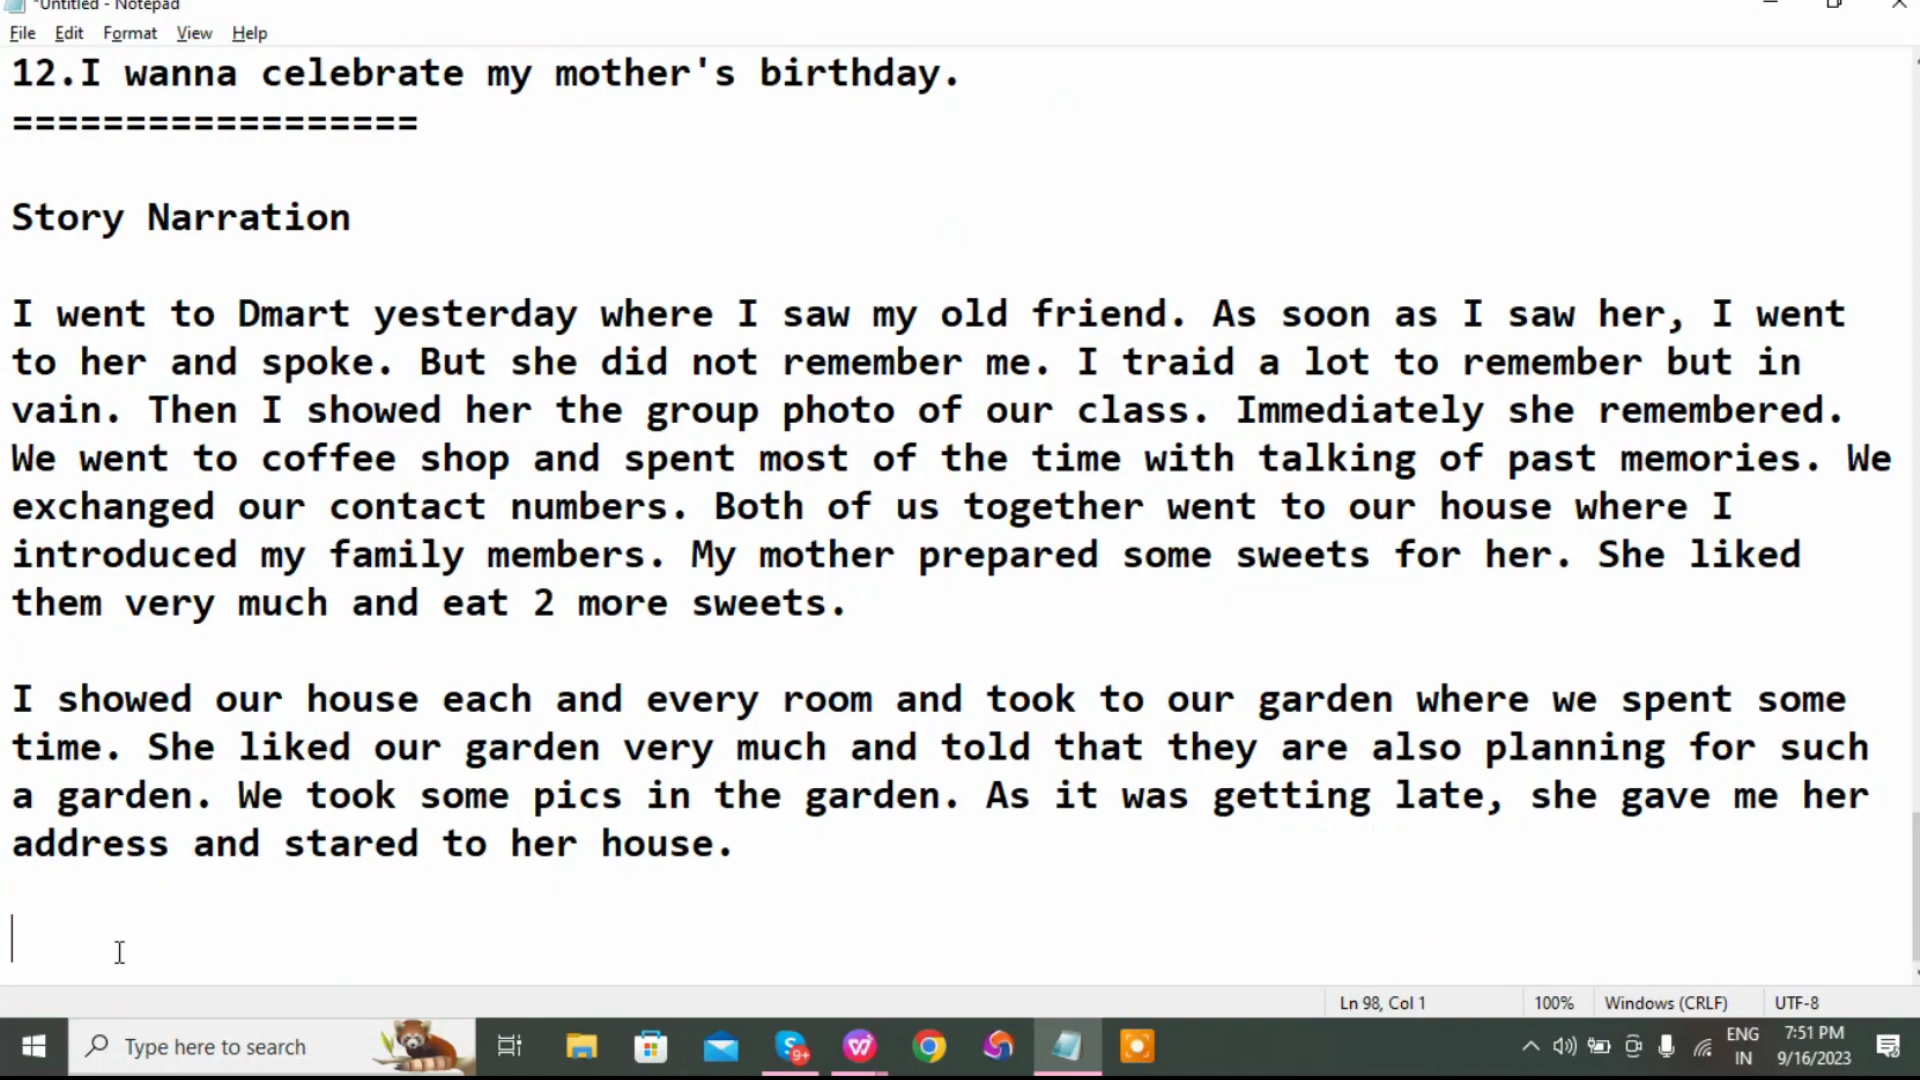 *Untitled - Notepad
File Edit Format View Help
12.I wanna celebrate my mother's birthday.
==================
Story Narration
I went to Dmart yesterday where I saw my old friend. As soon as I saw her, I went
to her and spoke. But she did not remember me. I traid a lot to remember but in
vain. Then I showed her the group photo of our class. Immediately she remembered.
We went to coffee shop and spent most of the time with talking of past memories. We
exchanged our contact numbers. Both of us together went to our house where I
introduced my family members. My mother prepared some sweets for her. She liked
them very much and eat 2 more sweets.
I showed our house each and every room and took to our garden where we spent some
time. She liked our garden very much and told that they are also planning for such
a garden. We took some pics in the garden. As it was getting late, she gave me her
address and stared to her house.
Ln 98, Col 1 100% Windows (CRLF) UTF-8
Type here to search 9+ ENG 7:51 PM
IN 9/16/2023